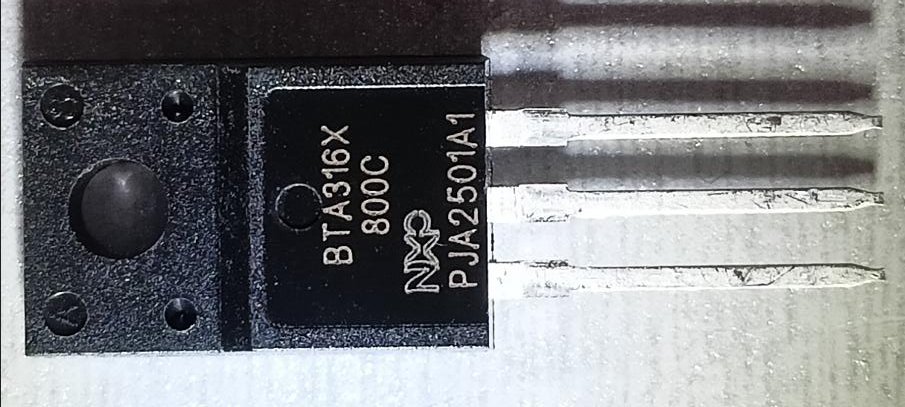 BTA316X
800C
NXP
PJA2501A1